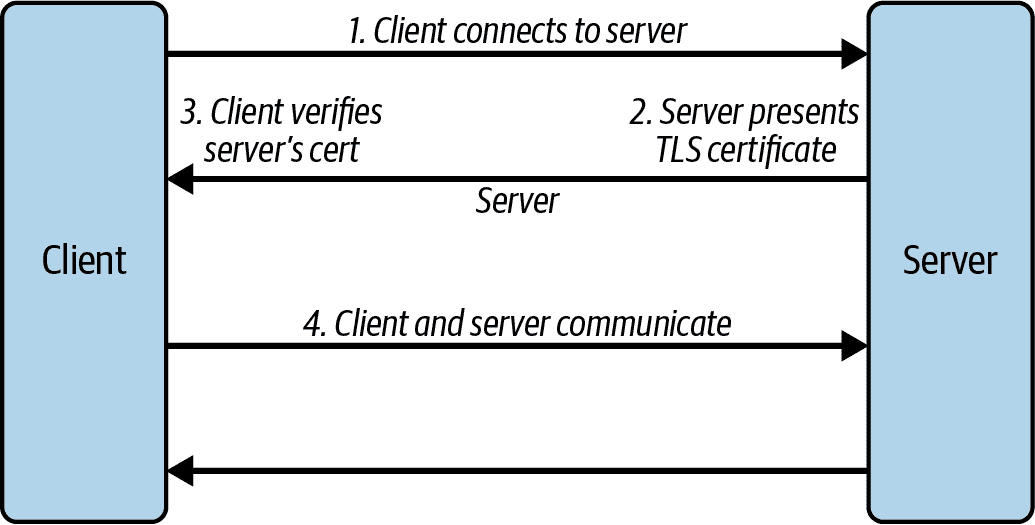 1. Client connects to server
3. Client verifies
server's cert
2. Server presents
TLS certificate
Server
Client
Server
4. Client and server communicate